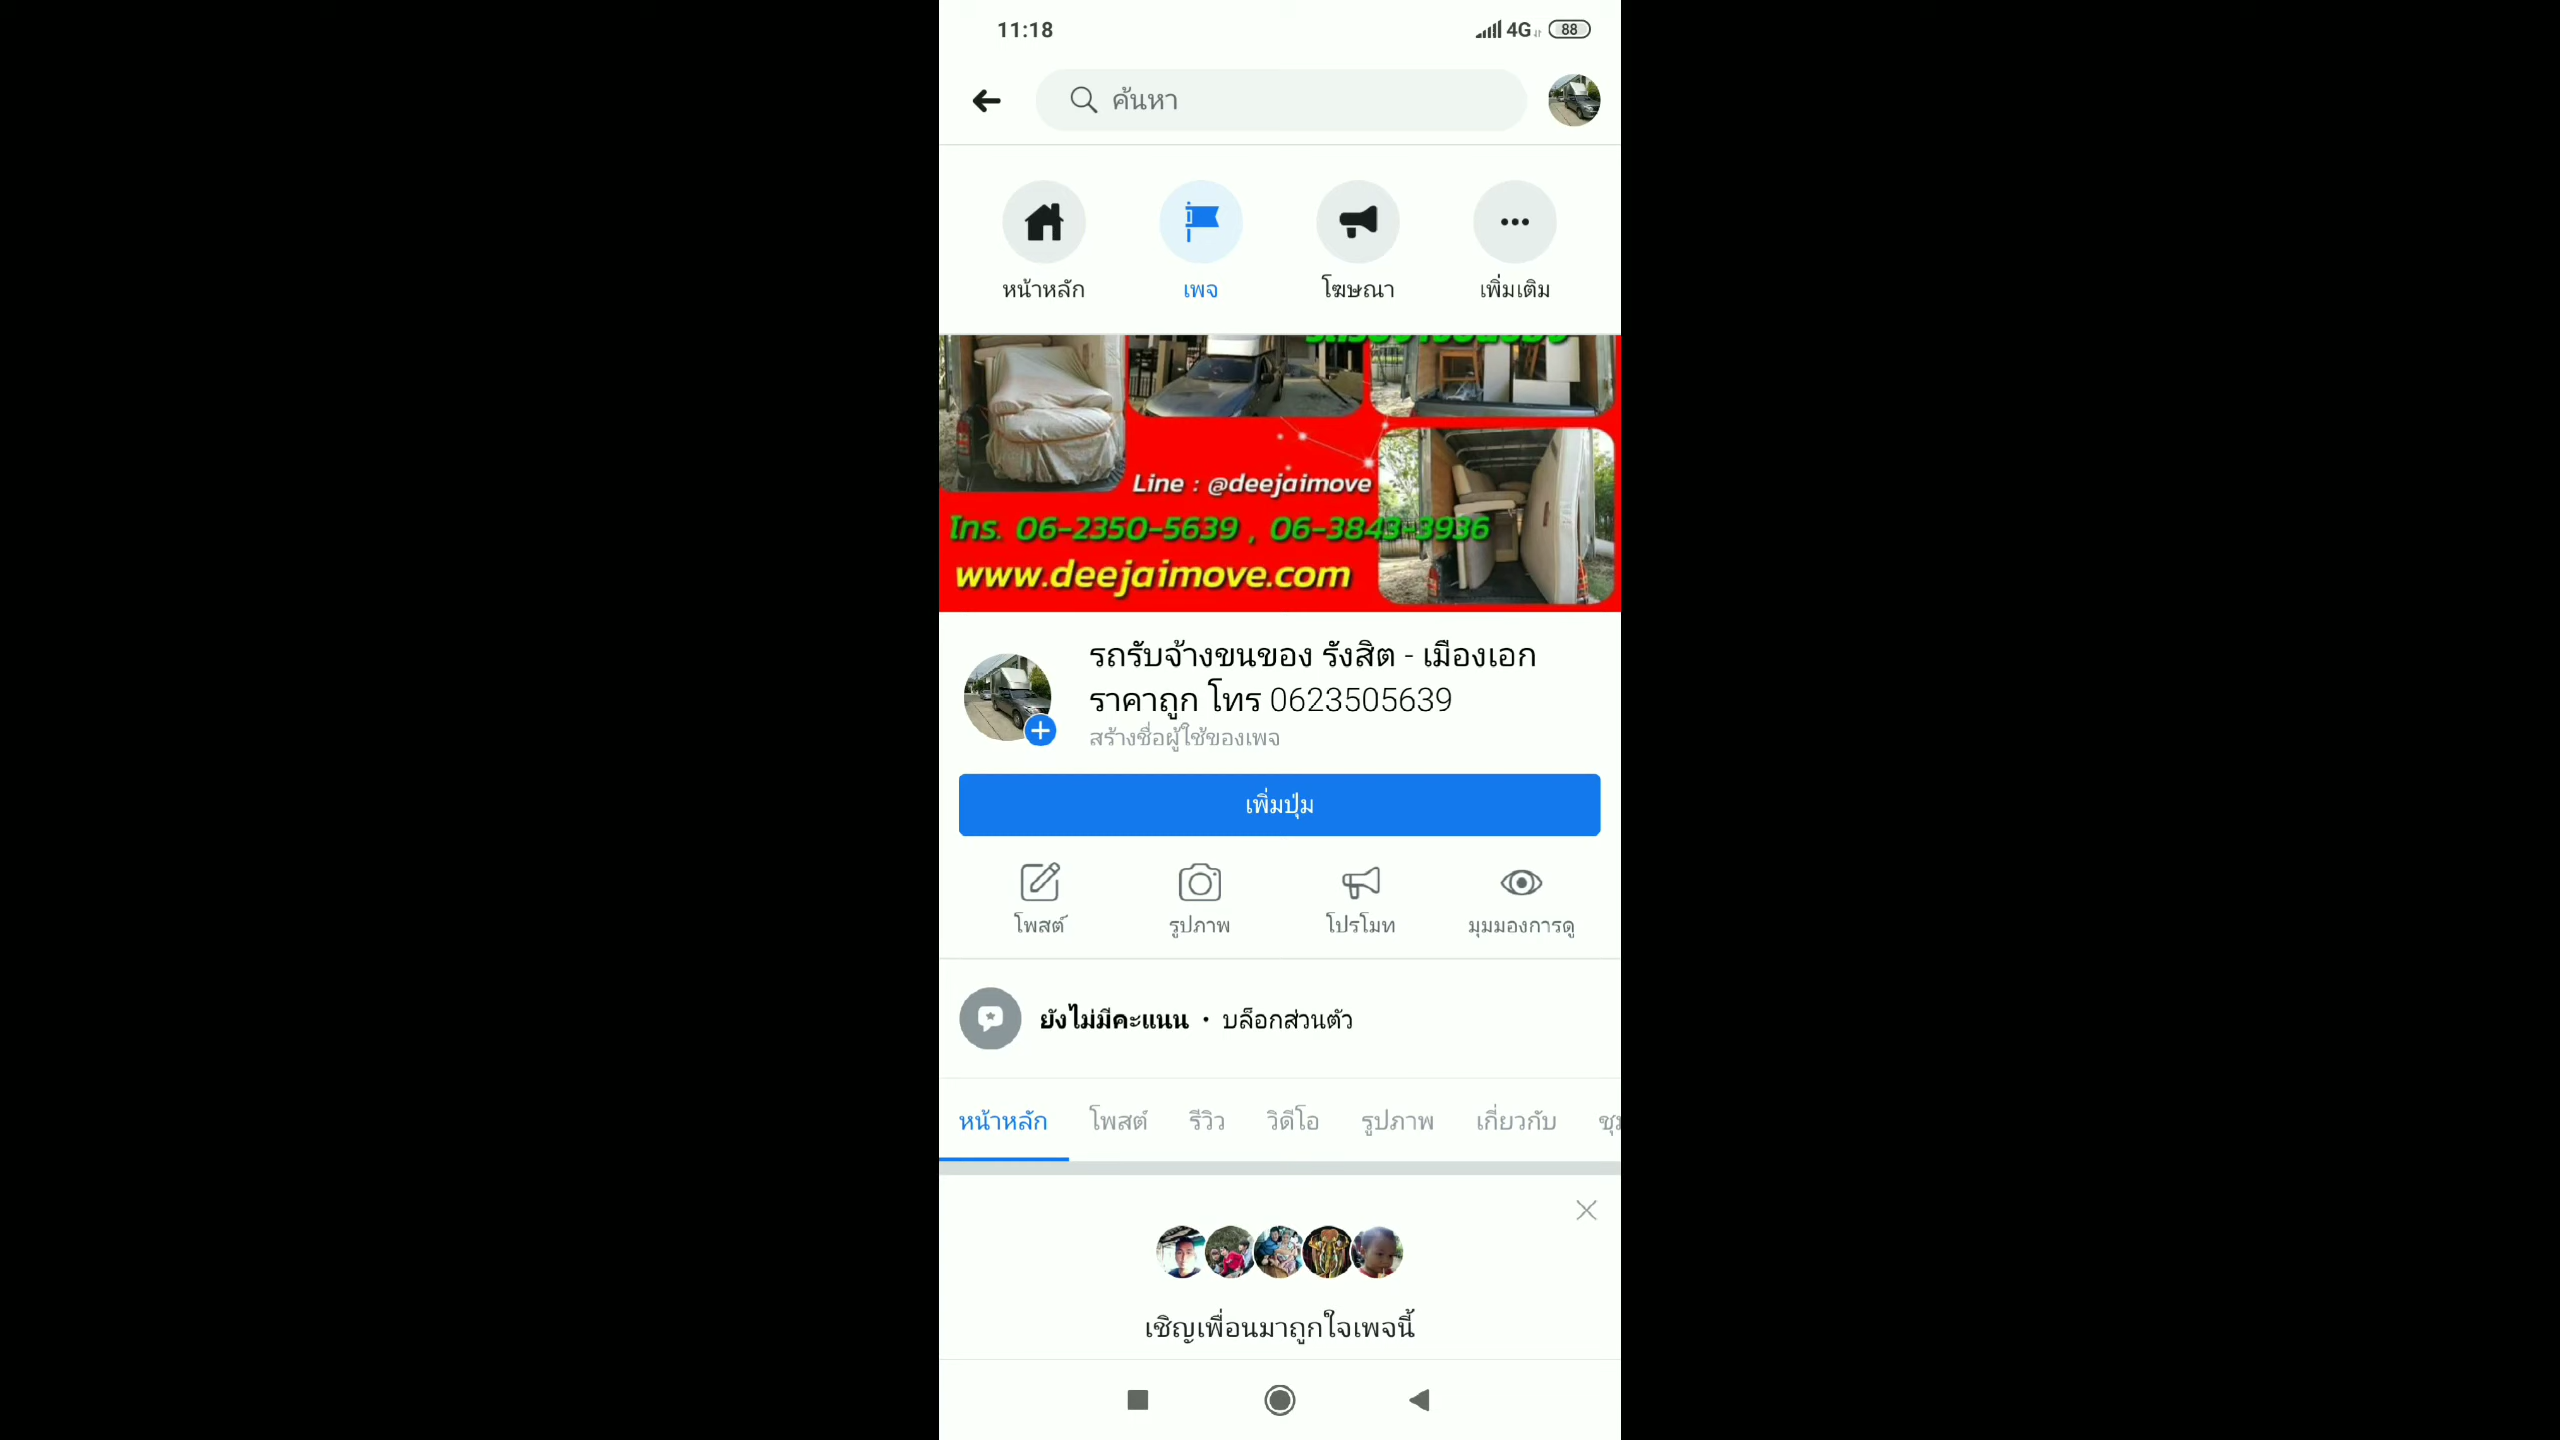 11:18
4G
88
ค้นหา
หน้าหลัก
เพจ
โฆษณา
เพิ่มเติม
Line : @deejaimove
โทร. 06-2350-5639 , 06-3843-3936
www.deejaimove.com
รถรับจ้างขนของ รังสิต - เมืองเอก
ราคาถูก โทร 0623505639
สร้างชื่อผู้ใช้ของเพจ
เพิ่มปุ่ม
โพสต์
รูปภาพ
โปรโมท
มุมมองการดู
ยังไม่มีคะแนน • บล็อกส่วนตัว
หน้าหลัก
โพสต์
รีวิว
วิดีโอ
รูปภาพ
เกี่ยวกับ
เชิญเพื่อนมาถูกใจเพจนี้